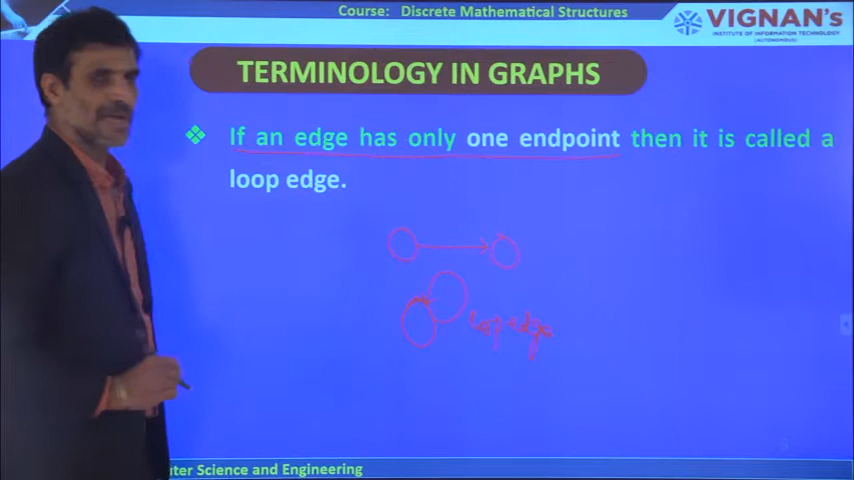 Course: Discrete Mathematical Structures
VIGNAN's
INSTITUTE OF INFORMATION TECHNOLOGY
(AUTONOMOUS)
TERMINOLOGY IN GRAPHS
If an edge has only one endpoint then it is called a
loop edge.
loop edge
uter Science and Engineering